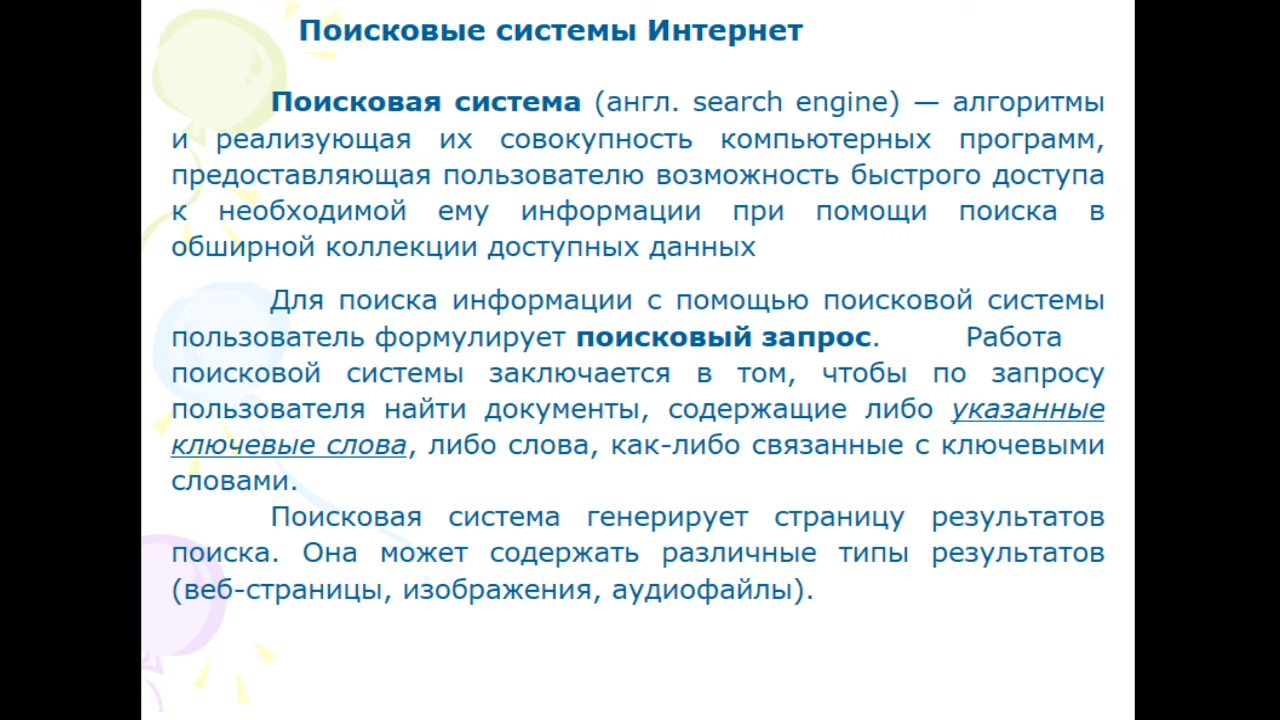 Поисковые системы Интернет
Поисковая система (англ. search engine) — алгоритмы
и реализующая их совокупность компьютерных программ,
предоставляющая пользователю возможность быстрого доступа
к необходимой ему информации при помощи поиска в
обширной коллекции доступных данных
Для поиска информации с помощью поисковой системы
пользователь формулирует поисковый запрос. Работа
поисковой системы заключается в том, чтобы по запросу
пользователя найти документы, содержащие либо указанные
ключевые слова, либо слова, как-либо связанные с ключевыми
словами.
Поисковая система генерирует страницу результатов
поиска. Она может содержать различные типы результатов
(веб-страницы, изображения, аудиофайлы).